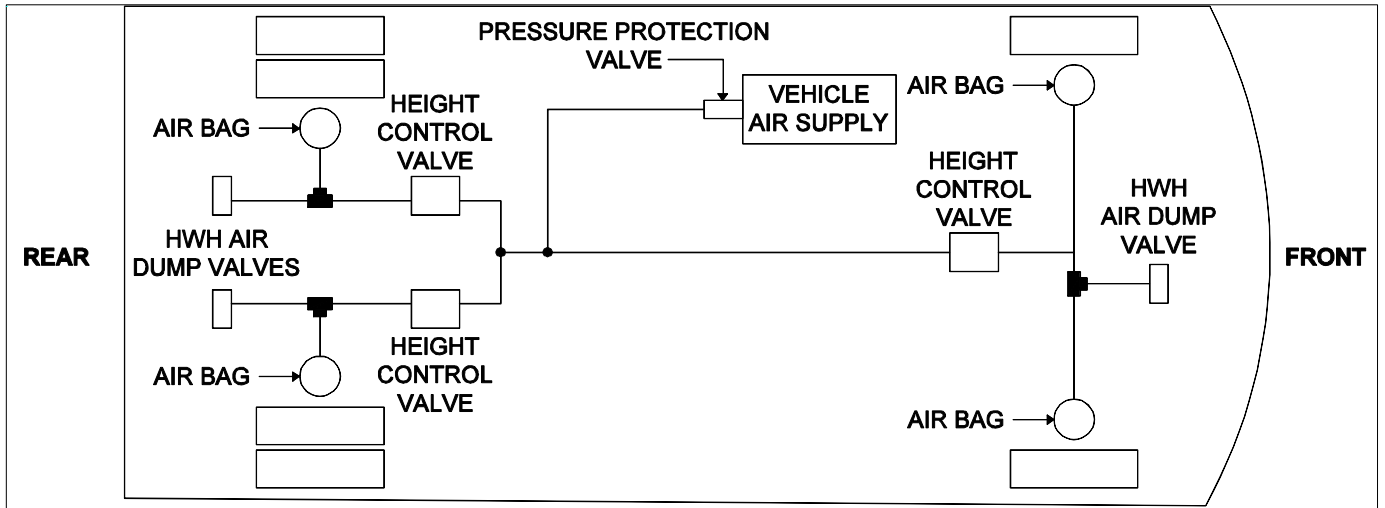 PRESSURE PROTECTION
VALVE
VEHICLE
AIR SUPPLY
AIR BAG
HEIGHT
CONTROL
VALVE
AIR BAG
HEIGHT
CONTROL
VALVE
HWH
AIR DUMP
VALVE
REAR
HWH AIR
DUMP VALVES
FRONT
AIR BAG
HEIGHT
CONTROL
VALVE
AIR BAG